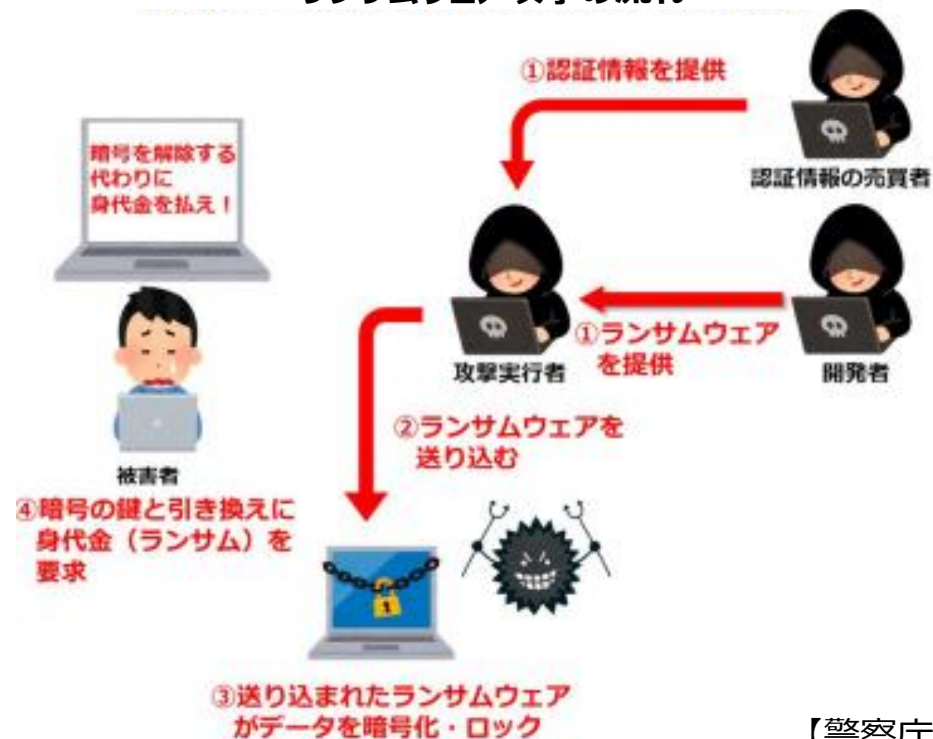 ①認証情報を提供
認証情報の売買者
暗号を解除する
代わりに
身代金を払え！
①ランサムウェア
を提供
攻撃実行者
開発者
②ランサムウェアを
送り込む
被害者
④暗号の鍵と引き換えに
身代金（ランサム）を
要求
③送り込まれたランサムウェア
がデータを暗号化・ロック
【警察庁